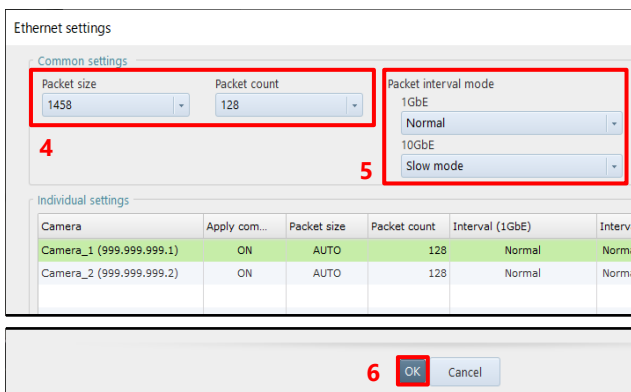 Ethernet settings
Common settings
Packet size Packet count Packet interval mode
1GbE
1458 128
Normal
4
10GbE
5 Slow mode
Individual settings
Camera Apply com... Packet size Packet count Interval (1GbE) Interv
Camera_1 (999.999.999.1) ON AUTO 128 Normal Norma
Camera_2 (999.999.999.2) ON AUTO 128 Normal Norma
6 OK Cancel